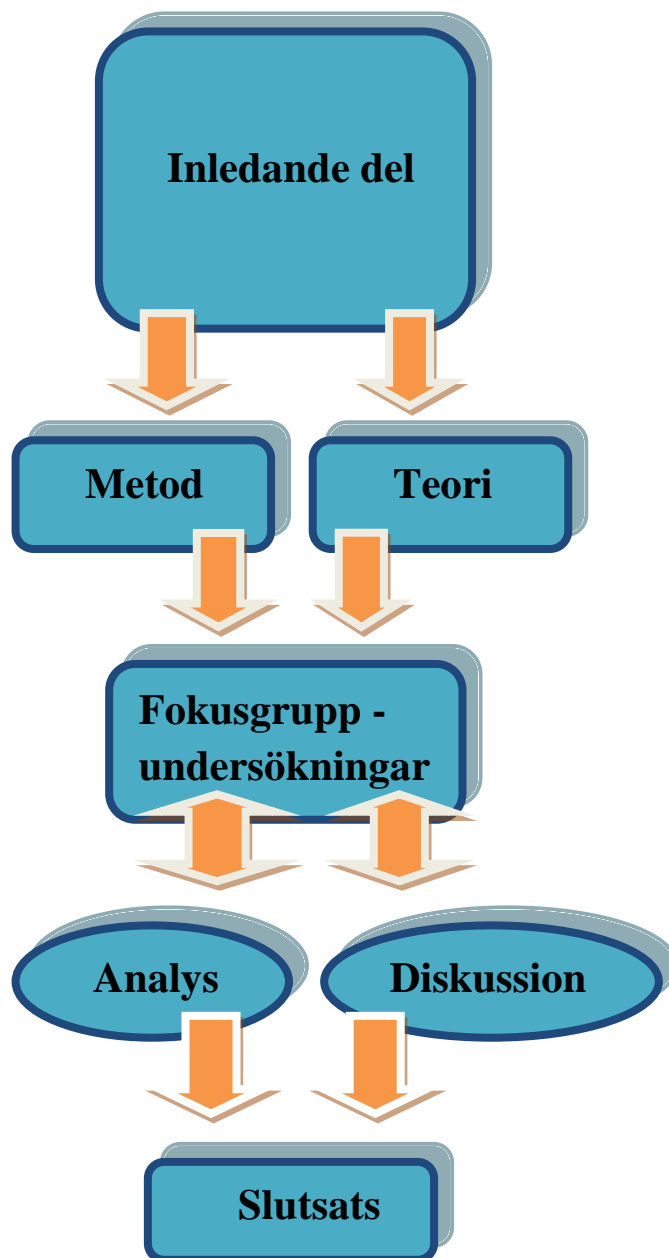 Inledande del
Metod
Teori
Fokusgrupp -
undersökningar
Analys
Diskussion
Slutsats